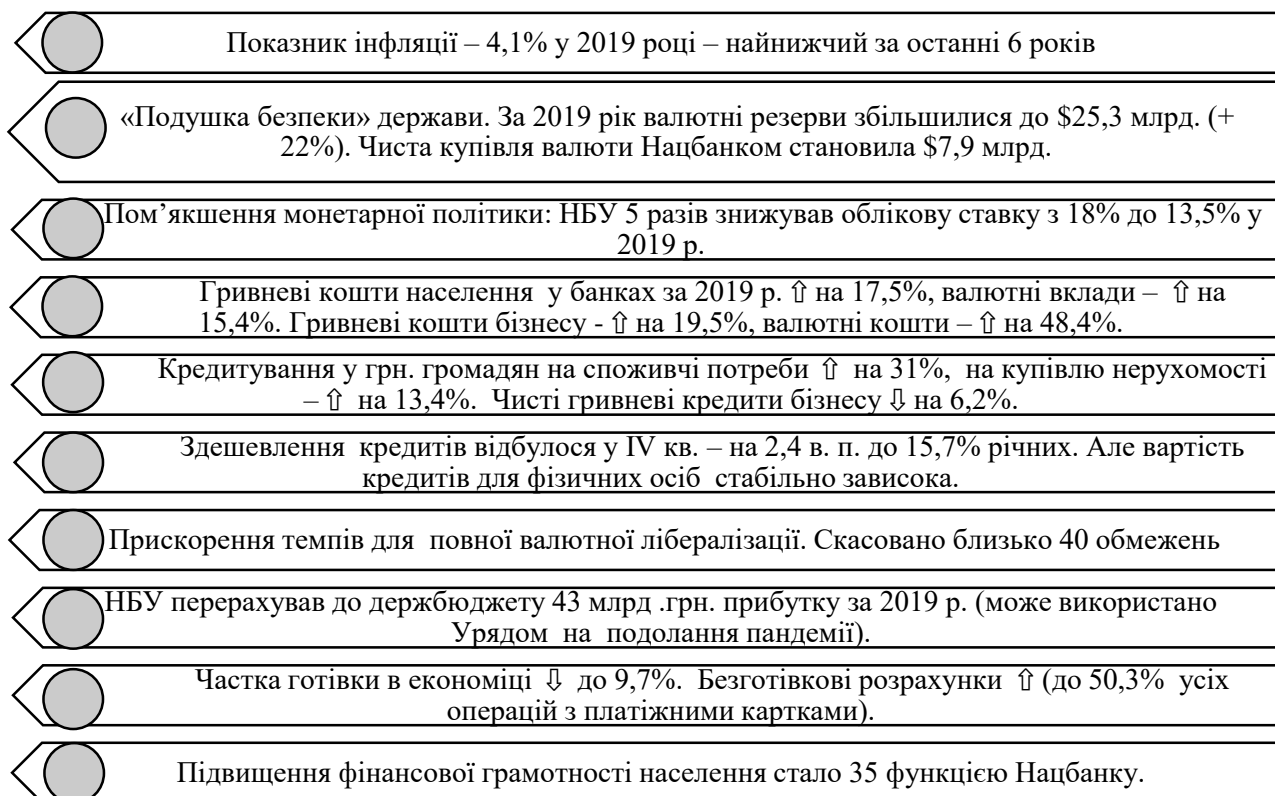 Показник інфляції – 4,1% у 2019 році – найнижчий за останні 6 років
«Подушка безпеки» держави. За 2019 рік валютні резерви збільшилися до $25,3 млрд. (+
22%). Чиста купівля валюти Нацбанком становила $7,9 млрд.
Пом’якшення монетарної політики: НБУ 5 разів знижував облікову ставку з 18% до 13,5% у
2019 р.
Гривневі кошти населення у банках за 2019 р. ⇧ на 17,5%, валютні вклади – ⇧ на
15,4%. Гривневі кошти бізнесу - ⇧ на 19,5%, валютні кошти – ⇧ на 48,4%.
Кредитування у грн. громадян на споживчі потреби ⇧ на 31%, на купівлю нерухомості
– ⇧ на 13,4%. Чисті гривневі кредити бізнесу ⇩ на 6,2%.
Здешевлення кредитів відбулося у IV кв. – на 2,4 в. п. до 15,7% річних. Але вартість
кредитів для фізичних осіб стабільно зависока.
Прискорення темпів для повної валютної лібералізації. Скасовано близько 40 обмежень
НБУ перерахував до держбюджету 43 млрд .грн. прибутку за 2019 р. (може використано
Урядом на подолання пандемії).
Частка готівки в економіці ⇩ до 9,7%. Безготівкові розрахунки ⇧ (до 50,3% усіх
операцій з платіжними картками).
Підвищення фінансової грамотності населення стало 35 функцією Нацбанку.